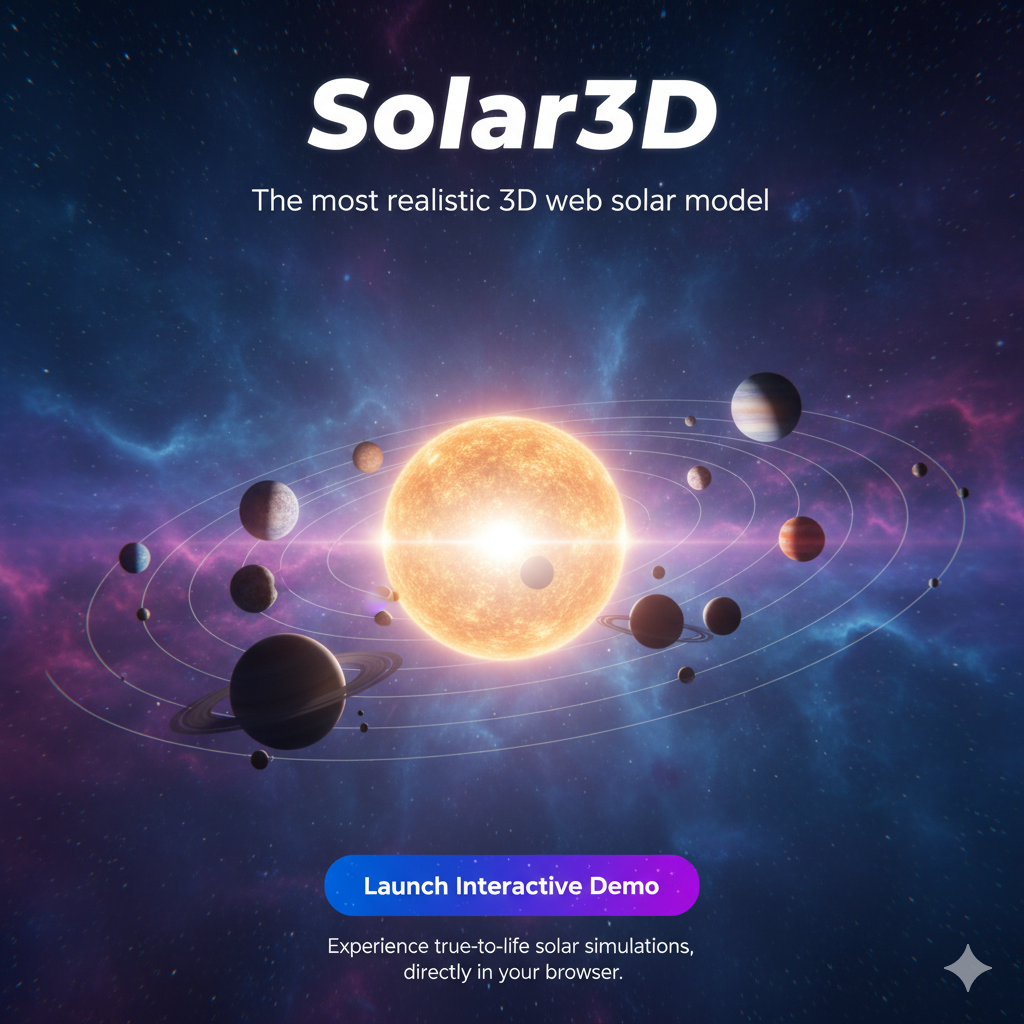 Solar3D
The most realistic 3D web solar model
Launch Interactive Demo
Experience true-to-life solar simulations,
directly in your browser.